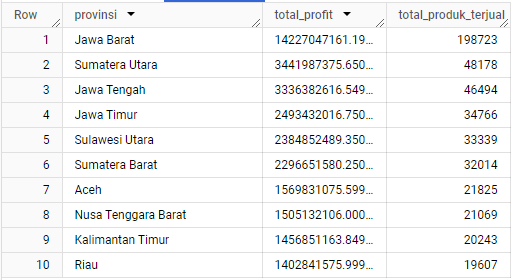 Row provinsi total_profit total_produk_terjual
1 Jawa Barat 14227047161.19... 198723
2 Sumatera Utara 3441987375.650... 48178
3 Jawa Tengah 3336382616.549... 46494
4 Jawa Timur 2493432016.750... 34766
5 Sulawesi Utara 2384852489.350... 33339
6 Sumatera Barat 2296651580.250... 32014
7 Aceh 1569831075.599... 21825
8 Nusa Tenggara Barat 1505132106.000... 21069
9 Kalimantan Timur 1456851163.849... 20243
10 Riau 1402841575.999... 19607